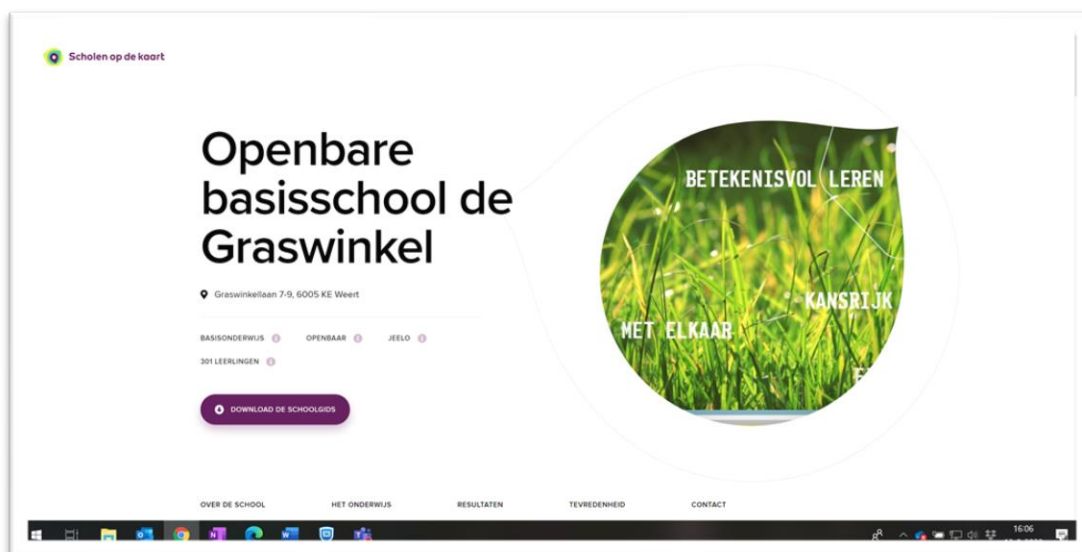 Scholen op de kaart
Openbare
basisschool de
Graswinkel
Graswinkellaan 7-9, 6005 KE Weert
BASISONDERWIJS
OPENBAAR
JEELO
301 LEERLINGEN
DOWNLOAD DE SCHOOLGIDS
BETEKENISVOL LEREN
KANSRIJK
MET ELKAAR
OVER DE SCHOOL
HET ONDERWIJS
RESULTATEN
TEVREDENHEID
CONTACT
16:06